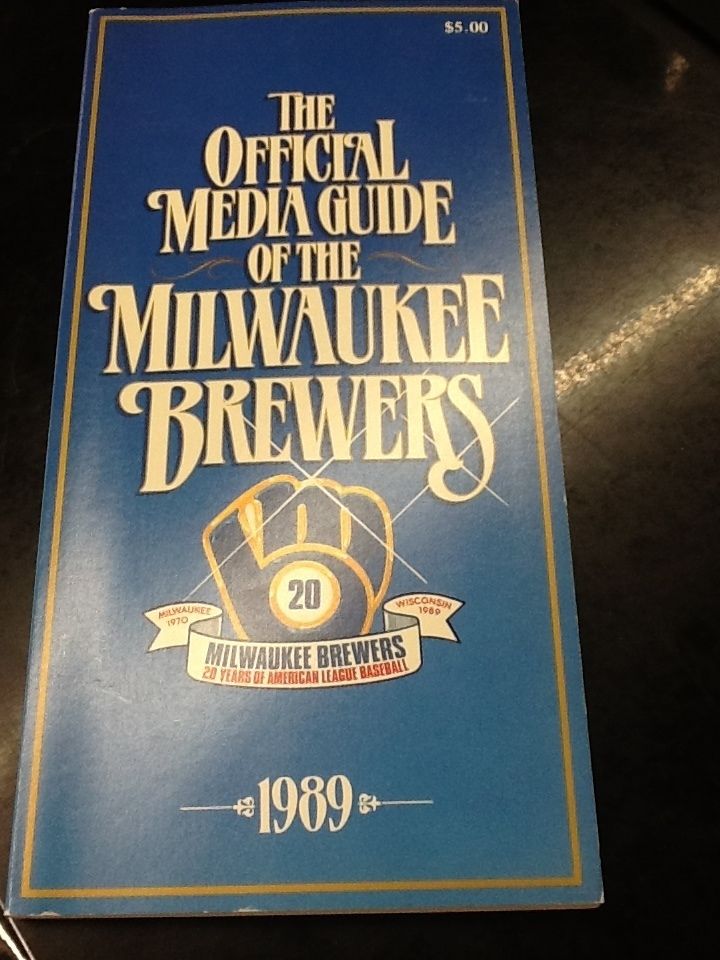 $5.00
THE
OFFICIAL
MEDIA GUIDE
OF THE
MILWAUKEE
BREWERS
20
MILWAUKEE
1970
WISCONSIN
1989
MILWAUKEE BREWERS
20 YEARS OF AMERICAN LEAGUE BASEBALL
1989